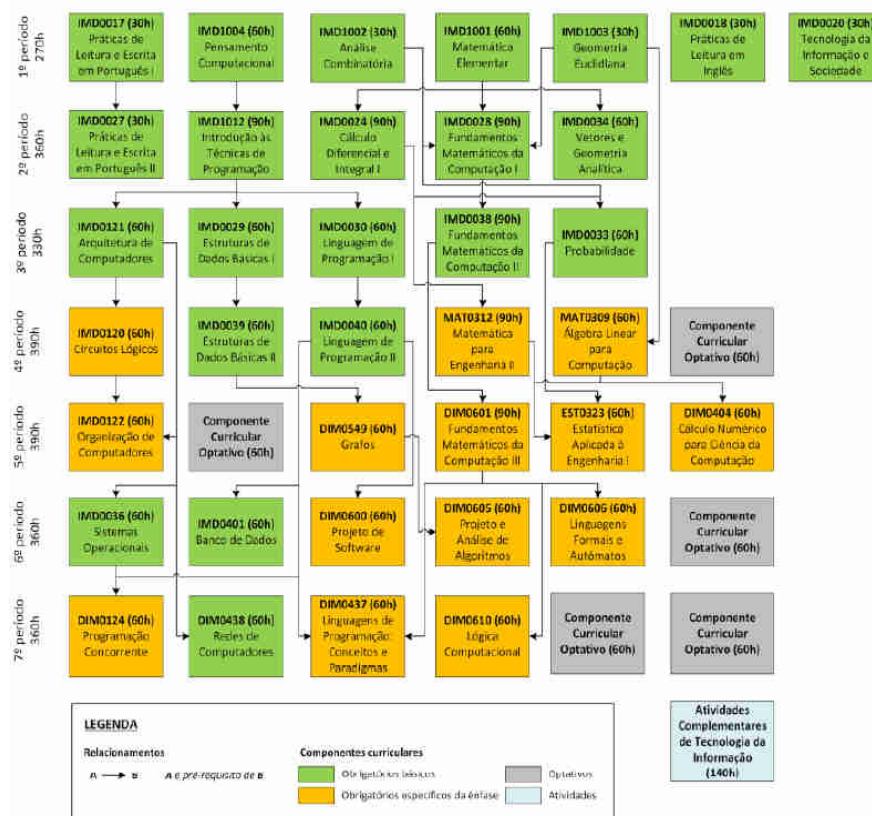 1º período
270h
IMD0017 (30h)
Práticas de
Leitura e Escrita
em Português I
IMD1004 (60h)
Pensamento
Computacional
IMD1002 (30h)
Análise
Combinatória
IMD1001 (60h)
Matemática
Elementar
IMD1003 (30h)
Geometria
Euclidiana
IMD0018 (30h)
Práticas de
Leitura em
Inglês
IMD0020 (30h)
Tecnologia da
Informação e
Sociedade
2º período
360h
IMD0027 (30h)
Práticas de
Leitura e Escrita
em Português II
IMD1012 (90h)
Introdução às
Técnicas de
Programação
IMD0024 (90h)
Cálculo
Diferencial e
Integral I
IMD0028 (90h)
Fundamentos
Matemáticos da
Computação I
IMD0034 (60h)
Vetores e
Geometria
Analítica
3º período
330h
IMD0121 (60h)
Arquitetura de
Computadores
IMD0029 (60h)
Estruturas de
Dados Básicas I
IMD0030 (60h)
Linguagem de
Programação I
IMD0038 (90h)
Fundamentos
Matemáticos da
Computação II
IMD0033 (60h)
Probabilidade
4º período
390h
IMD0120 (60h)
Circuitos Lógicos
IMD0039 (60h)
Estruturas de
Dados Básicas II
IMD0040 (60h)
Linguagem de
Programação II
MAT0312 (90h)
Matemática
para
Engenharia II
MAT0309 (60h)
Álgebra Linear
para
Computação
Componente
Curricular
Optativo (60h)
5º período
390h
IMD0122 (60h)
Organização de
Computadores
Componente
Curricular
Optativo (60h)
DIM0549 (60h)
Grafos
DIM0601 (90h)
Fundamentos
Matemáticos da
Computação III
EST0323 (60h)
Estatística
Aplicada à
Engenharia I
DIM0404 (60h)
Cálculo Numérico
para Ciência da
Computação
6º período
360h
IMD0036 (60h)
Sistemas
Operacionais
IMD0401 (60h)
Banco de Dados
DIM0600 (60h)
Projeto de
Software
DIM0605 (60h)
Projeto e
Análise de
Algoritmos
DIM0606 (60h)
Linguagens
Formais e
Autômatos
Componente
Curricular
Optativo (60h)
7º período
360h
DIM0124 (60h)
Programação
Concorrente
DIM0438 (60h)
Redes de
Computadores
DIM0437 (60h)
Linguagens de
Programação:
Conceitos e
Paradigmas
DIM0610 (60h)
Lógica
Computacional
Componente
Curricular
Optativo (60h)
Componente
Curricular
Optativo (60h)
Atividades
Complementares
de Tecnologia da
Informação
(140h)
LEGENDA
Relacionamentos
A B A é pré-requisito de B
Componentes curriculares
Obrigatórios básicos
Optativos
Obrigatórios específicos da ênfase
Atividades